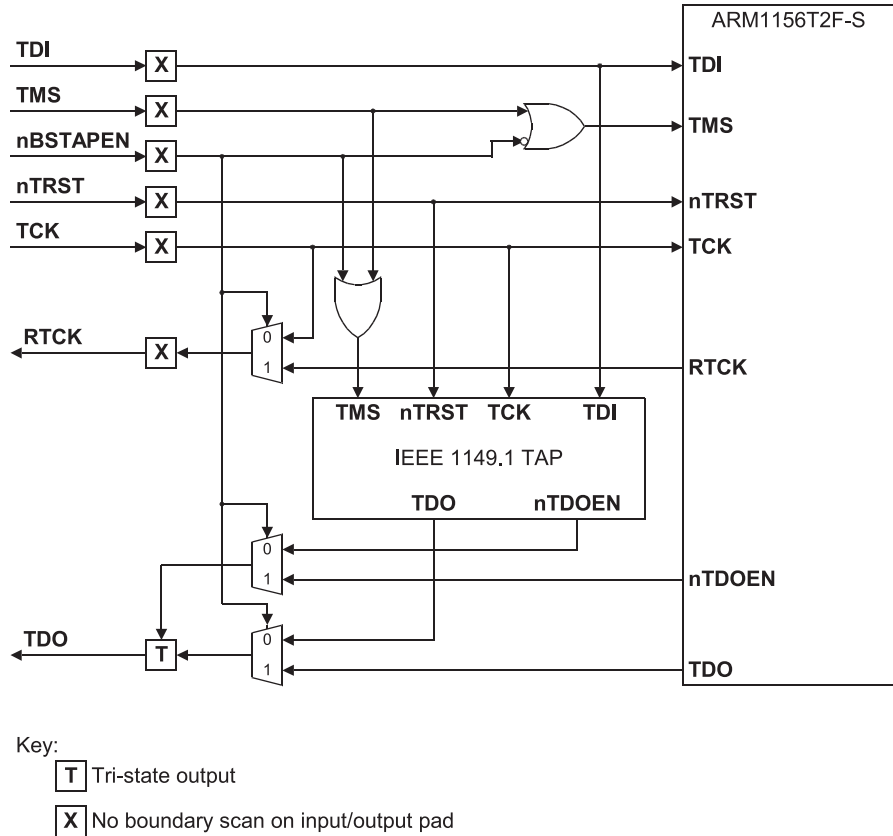 ARM1156T2F-S
TDI
X
TDI
TMS
X
TMS
nBSTAPEN
X
nTRST
X
nTRST
TCK
X
TCK
0
RTCK
X
1
RTCK
TMS nTRST TCK TDI
IEEE 1149.1 TAP
TDO nTDOEN
0
1
nTDOEN
TDO
T
0
1
TDO
Key:
T Tri-state output
X No boundary scan on input/output pad